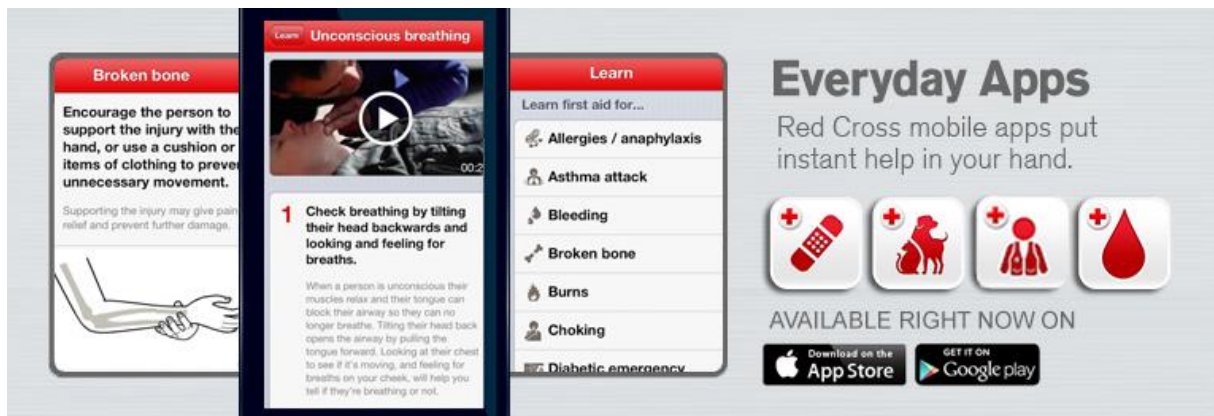 Broken bone
Encourage the person to
support the injury with the
hand, or use a cushion or
items of clothing to
unnecessary movement.
Supporting the injury may give pain
relief and prevent further damage.
Learn
Unconscious breathing
00:2
1
Check breathing by tilting
their head backwards and
looking and feeling for
breaths.
When a person is unconscious their
muscles relax and their tongue can
block their airway so they can no
longer breathe. Tilting their head back
opens the airway by pulling the
tongue forward. Looking at their chest
to see if it's moving, and feeling for
breaths on your cheek, will help you
tell if they're breathing or not.
Learn
Learn first aid for...
Allergies / anaphylaxis
Asthma attack
Bleeding
Broken bone
Burns
Choking
Diabetic emergency
Everyday Apps
Red Cross mobile apps put
instant help in your hand.
AVAILABLE RIGHT NOW ON
Download on the
App Store
GET IT ON
Google play